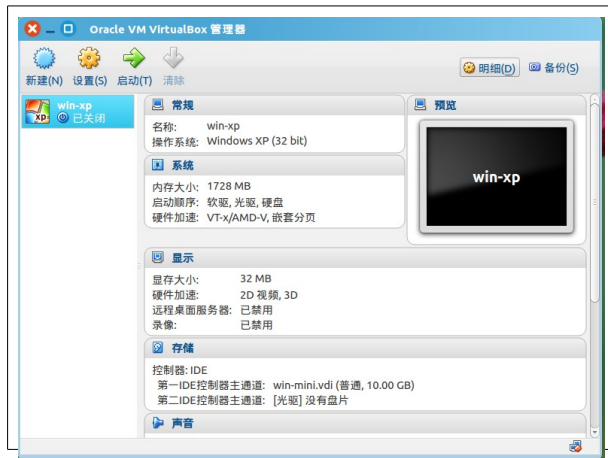 Oracle VM VirtualBox 管理器
新建(N) 设置(S) 启动(T) 清除
明细(D) 备份(S)
win-xp
已关闭
常规
名称: win-xp
操作系统: Windows XP (32 bit)
预览
win-xp
系统
内存大小: 1728 MB
启动顺序: 软驱, 光驱, 硬盘
硬件加速: VT-x/AMD-V, 嵌套分页
显示
显存大小: 32 MB
硬件加速: 2D 视频, 3D
远程桌面服务器: 已禁用
录像: 已禁用
存储
控制器: IDE
第一IDE控制器主通道: win-mini.vdi (普通, 10.00 GB)
第二IDE控制器主通道: [光驱] 没有盘片
声音